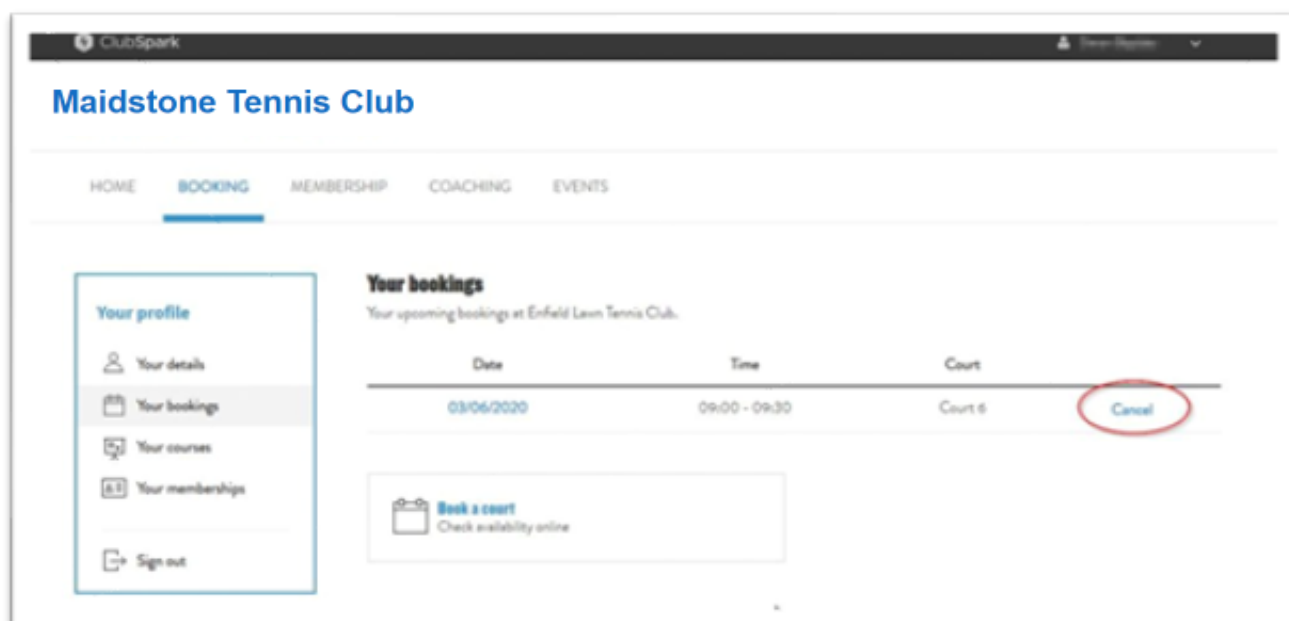 ClubSpark
Maidstone Tennis Club
HOME BOOKING MEMBERSHIP COACHING EVENTS
Your profile
Your details
Your bookings
Your courses
Your memberships
Sign out
Your bookings
Your upcoming bookings at Enfield Lawn Tennis Club.
Date Time Court
03/06/2020 09:00 - 09:30 Court 6 Cancel
Book a court
Check availability online